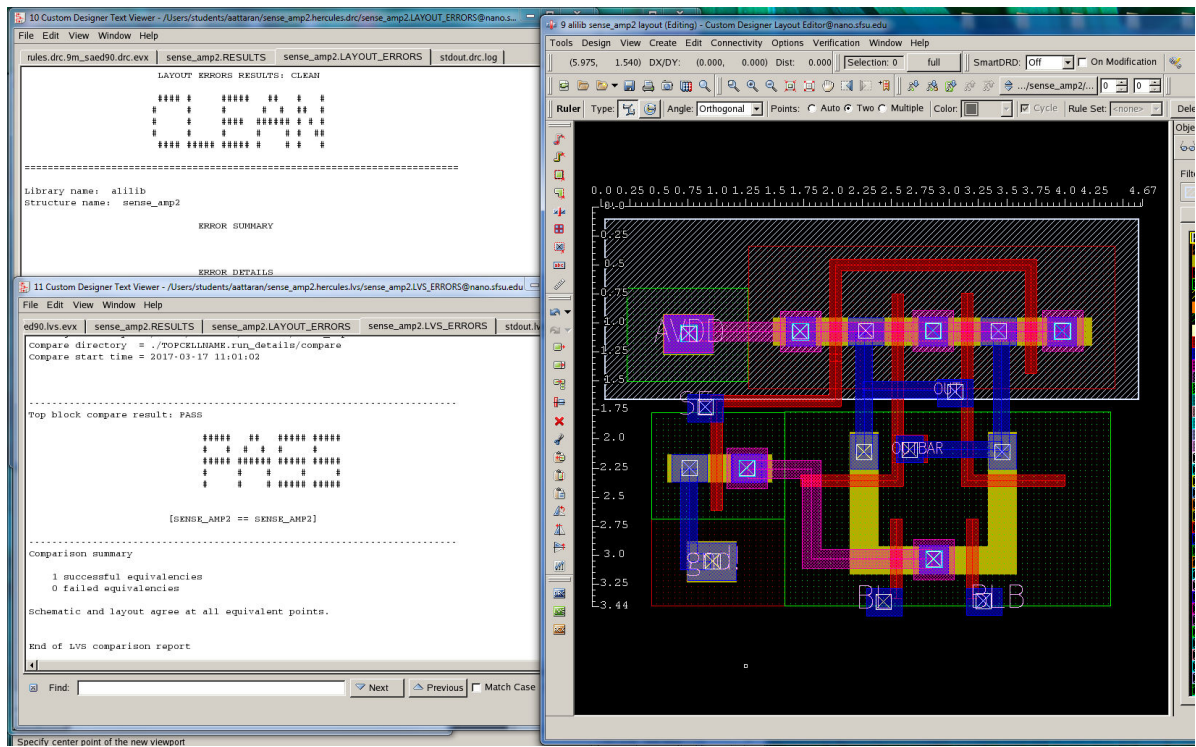 10 Custom Designer Text Viewer - /Users/students/aattaran/sense_amp2.hercules.drc/sense_amp2.LAYOUT_ERRORS@nano.s...
File Edit View Window Help
rules.drc.9m_saed90.drc.evx sense_amp2.RESULTS sense_amp2.LAYOUT_ERRORS stdout.drc.log
LAYOUT ERRORS RESULTS: CLEAN
CLEAN
Library name: alilib
Structure name: sense_amp2
ERROR SUMMARY
ERROR DETAILS
11 Custom Designer Text Viewer - /Users/students/aattaran/sense_amp2.hercules.lvs/sense_amp2.LVS_ERRORS@nano.sfsu.edu
File Edit View Window Help
ed90.lvs.evx sense_amp2.RESULTS sense_amp2.LAYOUT_ERRORS sense_amp2.LVS_ERRORS stdout.lv
Compare directory = ./TOPCELLNAME.run_details/compare
Compare start time = 2017-03-17 11:01:02
Top block compare result: PASS
PASS
[SENSE_AMP2 == SENSE_AMP2]
Comparison summary
1 successful equivalencies
0 failed equivalencies
Schematic and layout agree at all equivalent points.
End of LVS comparison report
Find: Next Previous Match Case
Specify center point of the new viewport
9 alilib sense_amp2 layout (Editing) - Custom Designer Layout Editor@nano.sfsu.edu
Tools Design View Create Edit Connectivity Options Verification Window Help
(5.975, 1.540) DX/DY: (0.000, 0.000) Dist: 0.000 Selection: 0 full SmartDRD: Off On Modification
.../sense_amp2/... 0 0
Ruler Type: Angle: Orthogonal Points: Auto Two Multiple Color: Cycle Rule Set: <none> Dele
Obje
Filte
0.0 0.25 0.5 0.75 1.0 1.25 1.5 1.75 2.0 2.25 2.5 2.75 3.0 3.25 3.5 3.75 4.0 4.25 4.67
0.0
0.25
0.5
0.75
1.0
1.25
1.5
1.75
2.0
2.25
2.5
2.75
3.0
3.25
3.44
AVDD
SE
OUT
OUTBAR
gnd
BL
BLB